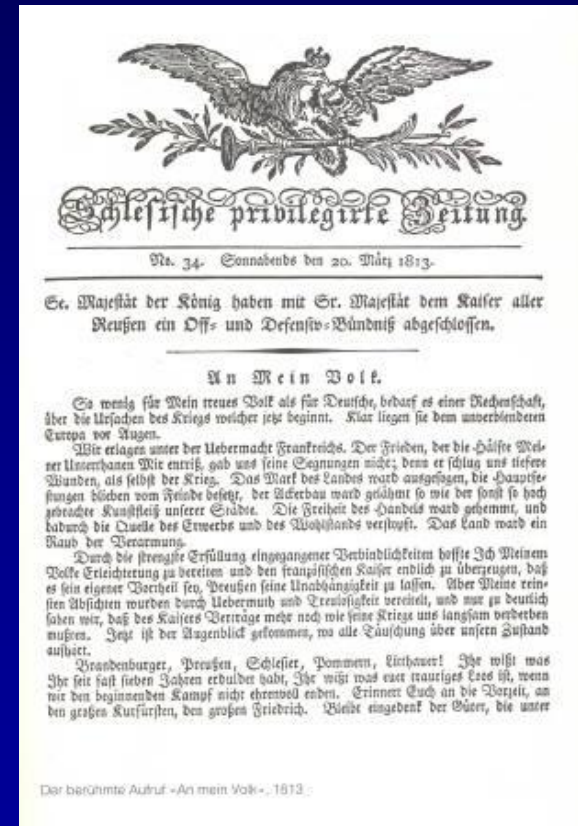 Schlesische privilegirte Zeitung.
No. 34. Sonnabends den 20. März 1813.
Se. Majestät der König haben mit Sr. Majestät dem Kaiser aller
Reußen ein Off- und Defensiv-Bündniß abgeschlossen.
An Mein Volk.
So wenig für Mein treues Volk als für Deutsche, bedarf es einer Rechenschaft,
über die Ursachen des Kriegs welcher jetzt beginnt. Klar liegen sie dem unverblendeten
Europa vor Augen.
Wir erlagen unter der Uebermacht Frankreichs. Der Frieden, der die Hälfte Mei-
ner Unterthanen Mir entriß, gab uns seine Segnungen nicht; denn er schlug uns tiefere
Wunden, als selbst der Krieg. Das Mark des Landes ward ausgesogen, die Hauptfe-
stungen blieben vom Feinde besetzt, der Ackerbau ward gelähmt so wie der sonst so hoch
gebrachte Kunstfleiß unserer Städte. Die Freiheit des Handels ward gehemmt, und
dadurch die Quelle des Erwerbs und des Wohlstands verstopft. Das Land ward ein
Raub der Verarmung.
Durch die strengste Erfüllung eingegangener Verbindlichkeiten hoffte Ich Meinem
Volke Erleichterung zu bereiten und den französischen Kaiser endlich zu überzeugen, daß
es sein eigener Vortheil sey, Preußen seine Unabhängigkeit zu lassen. Aber Meine rein-
sten Absichten wurden durch Uebermuth und Treulosigkeit vereitelt, und nur zu deutlich
sahen wir, daß des Kaisers Verträge mehr noch wie seine Kriege uns langsam verderben
mußten. Jetzt ist der Augenblick gekommen, wo alle Täuschung über unsern Zustand
aufhört.
Brandenburger, Preußen, Schlesier, Pommern, Litthauer! Ihr wißt was
Ihr seit fast sieben Jahren erduldet habt, Ihr wißt was euer trauriges Loos ist, wenn
wir den beginnenden Kampf nicht ehrenvoll enden. Erinnert Euch an die Vorzeit, an
den großen Kurfürsten, den großen Friedrich. Bleibt eingedenk der Güter, die unter
Der berühmte Aufruf »An mein Volk«, 1813